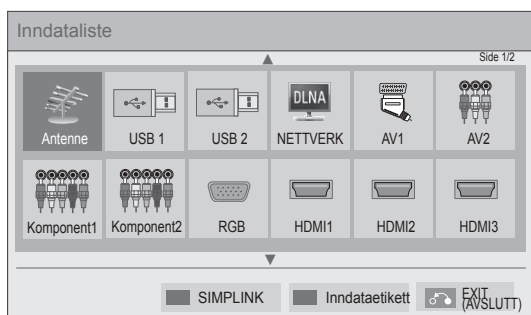 Inndataliste
Side 1/2
DLNA
Antenne USB 1 USB 2 NETTVERK AV1 AV2
Komponent1 Komponent2 RGB HDMI1 HDMI2 HDMI3
SIMPLINK Inndataetikett EXIT
(AVSLUTT)